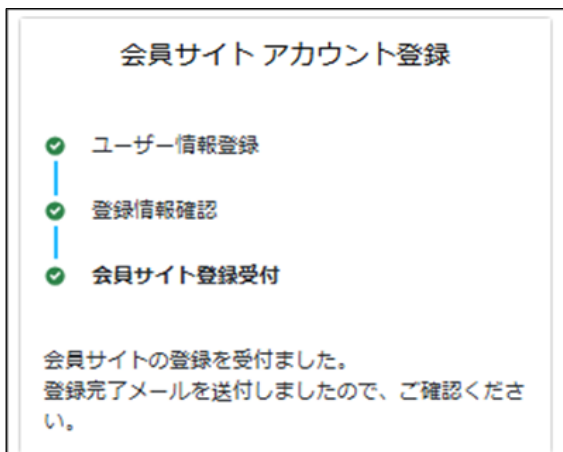 会員サイト アカウント登録
ユーザー情報登録
登録情報確認
会員サイト登録受付
会員サイトの登録を受付ました。
登録完了メールを送付しましたので、ご確認くださ
い。